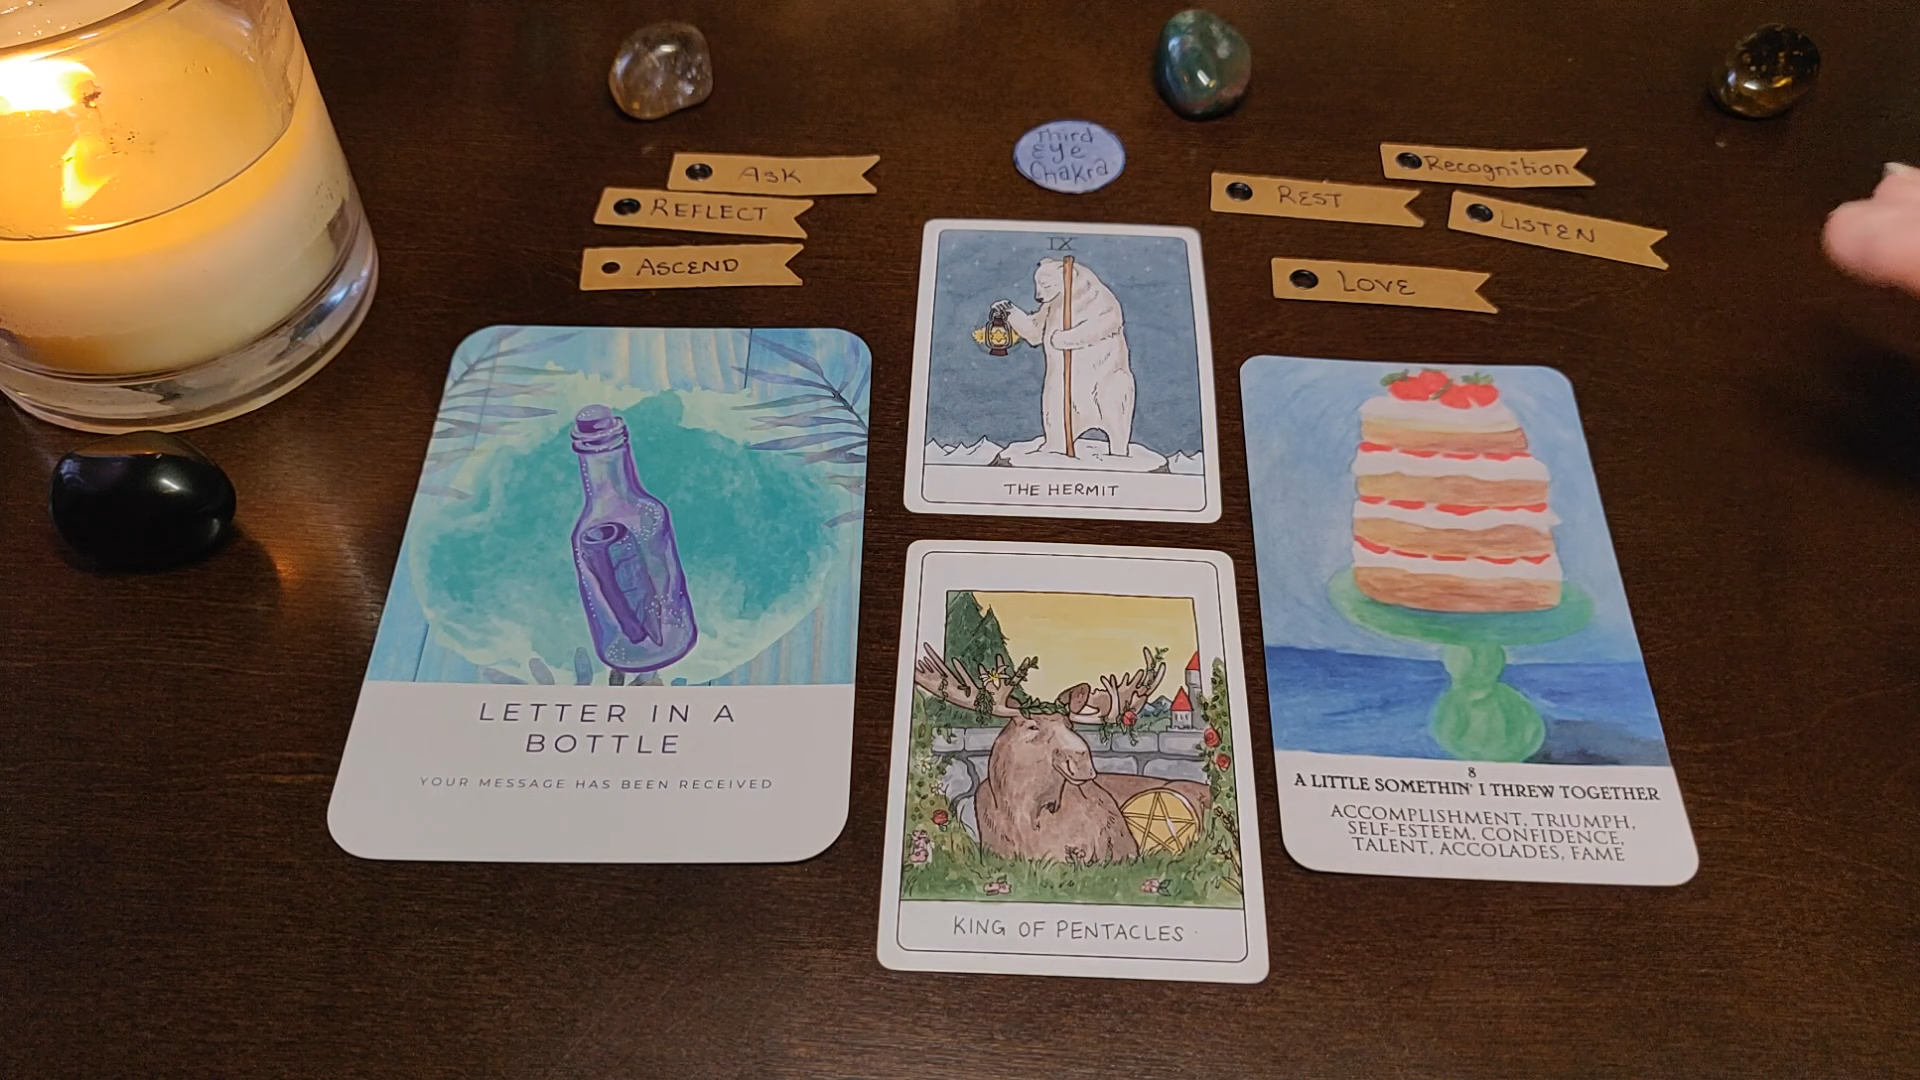 Third
Eye
Chakra
Ask
REFLECT
ASCEND
Recognition
REST
LISTEN
LOVE
IX
THE HERMIT
LETTER IN A
BOTTLE
YOUR MESSAGE HAS BEEN RECEIVED
KING OF PENTACLES
8
A LITTLE SOMETHIN' I THREW TOGETHER
ACCOMPLISHMENT, TRIUMPH,
SELF-ESTEEM, CONFIDENCE,
TALENT, ACCOLADES, FAME